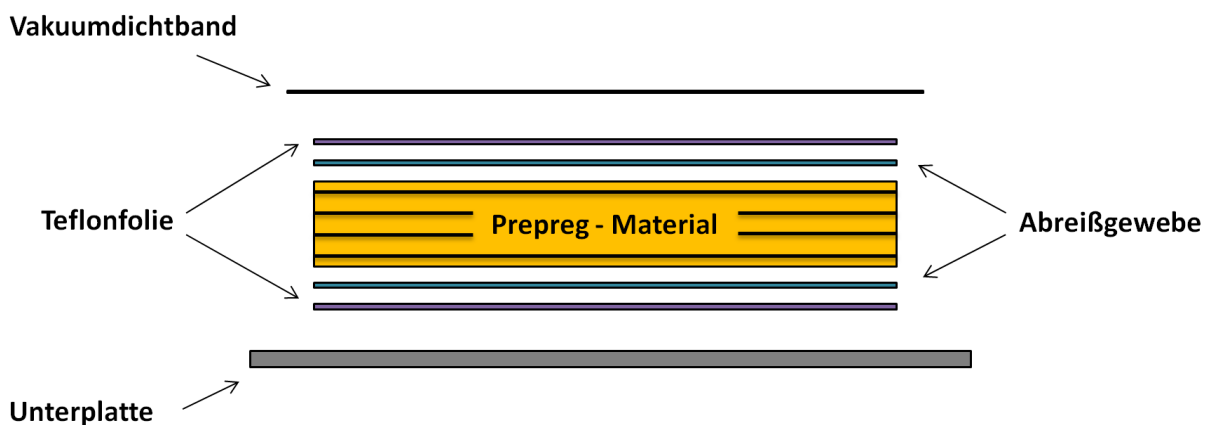 Vakuumdichtband
Teflonfolie
Prepreg - Material
Abreißgewebe
Unterplatte